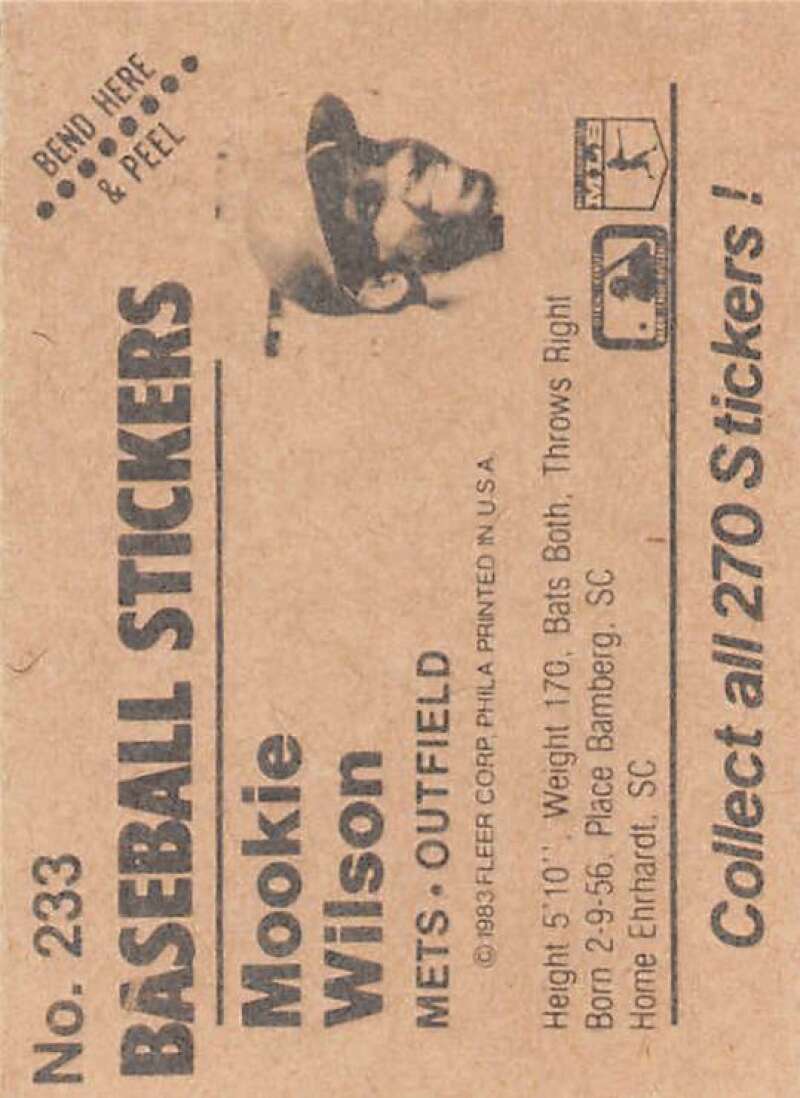 No. 233
BEND HERE
& PEEL
BASEBALL STICKERS
Mookie
Wilson
METS • OUTFIELD
© 1983 FLEER CORP. PHILA PRINTED IN U.S.A.
Height 5'10'', Weight 170, Bats Both, Throws Right
Born 2-9-56, Place Bamberg, SC
Home Ehrhardt, SC
Collect all 270 Stickers !